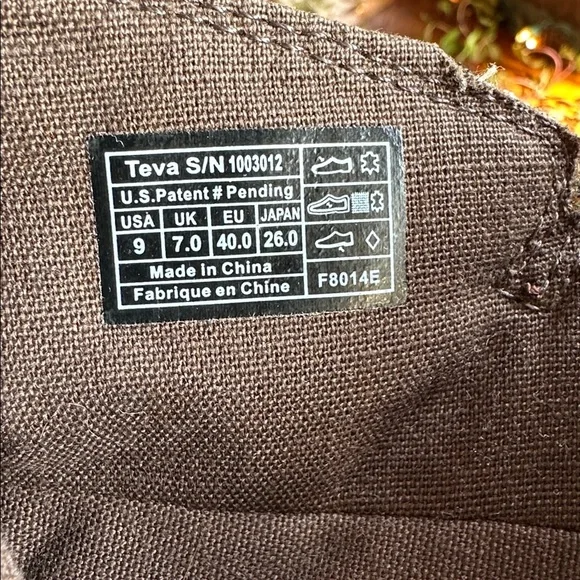 Teva S/N 1003012
U.S.Patent # Pending
USA UK EU JAPAN
9 7.0 40.0 26.0
Made in China
Fabrique en Chine
F8014E